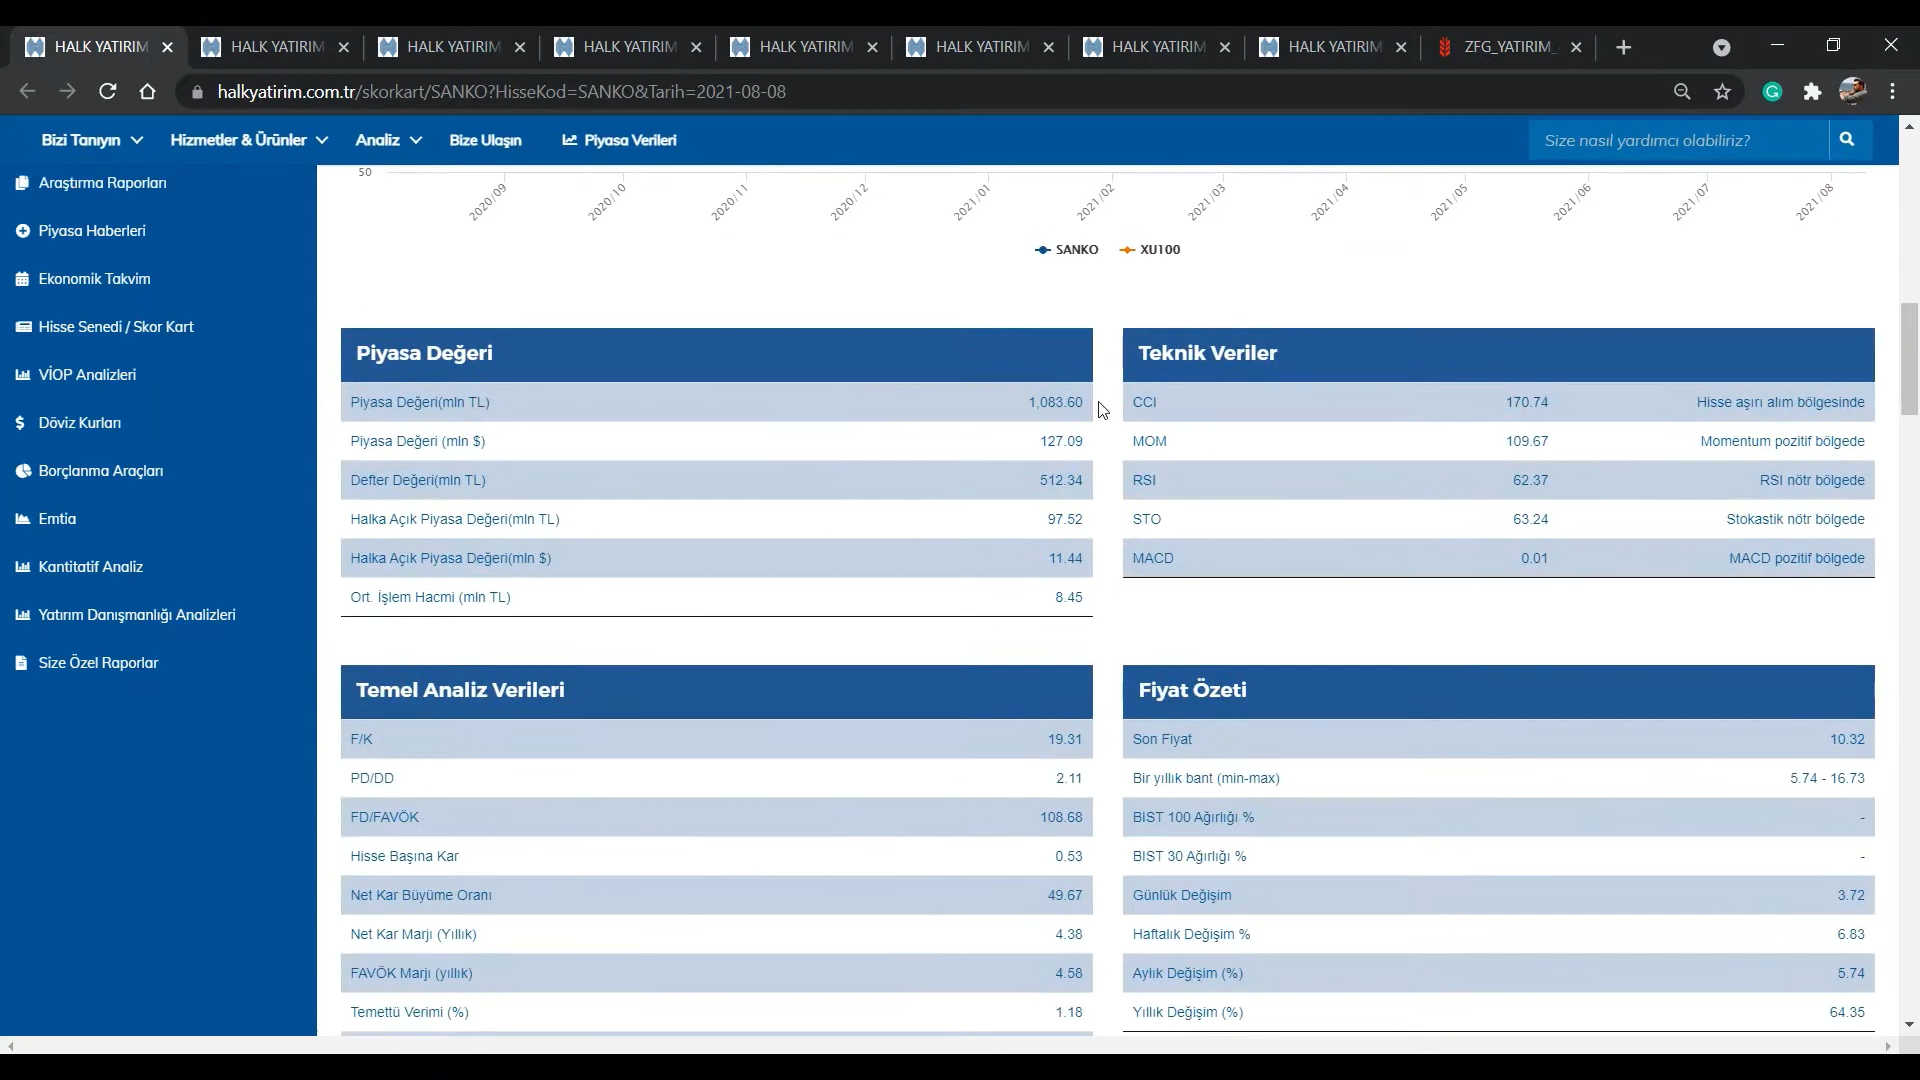 HALK YATIRIM
HALK YATIRIM
HALK YATIRIM
HALK YATIRIM
HALK YATIRIM
HALK YATIRIM
HALK YATIRIM
HALK YATIRIM
ZFG_YATIRIM_
halkyatirim.com.tr/skorkart/SANKO?HisseKod=SANKO&Tarih=2021-08-08
Bizi Tanıyın
Hizmetler & Ürünler
Analiz
Bize Ulaşın
Piyasa Verileri
Size nasıl yardımcı olabiliriz?
Araştırma Raporları
Piyasa Haberleri
Ekonomik Takvim
Hisse Senedi / Skor Kart
VİOP Analizleri
Döviz Kurları
Borçlanma Araçları
Emtia
Kantitatif Analiz
Yatırım Danışmanlığı Analizleri
Size Özel Raporlar
50
2020/09
2020/10
2020/11
2020/12
2021/01
2021/02
2021/03
2021/04
2021/05
2021/06
2021/07
2021/08
SANKO
XU100
Piyasa Değeri
Piyasa Değeri(mln TL) 1,083.60
Piyasa Değeri (mln $) 127.09
Defter Değeri(mln TL) 512.34
Halka Açık Piyasa Değeri(mln TL) 97.52
Halka Açık Piyasa Değeri(mln $) 11.44
Ort. İşlem Hacmi (mln TL) 8.45
Teknik Veriler
CCI 170.74 Hisse aşırı alım bölgesinde
MOM 109.67 Momentum pozitif bölgede
RSI 62.37 RSI nötr bölgede
STO 63.24 Stokastik nötr bölgede
MACD 0.01 MACD pozitif bölgede
Temel Analiz Verileri
F/K 19.31
PD/DD 2.11
FD/FAVÖK 108.68
Hisse Başına Kar 0.53
Net Kar Büyüme Oranı 49.67
Net Kar Marjı (Yıllık) 4.38
FAVÖK Marjı (yıllık) 4.58
Temettü Verimi (%) 1.18
Fiyat Özeti
Son Fiyat 10.32
Bir yıllık bant (min-max) 5.74 - 16.73
BIST 100 Ağırlığı % -
BIST 30 Ağırlığı % -
Günlük Değişim 3.72
Haftalık Değişim % 6.83
Aylık Değişim (%) 5.74
Yıllık Değişim (%) 64.35